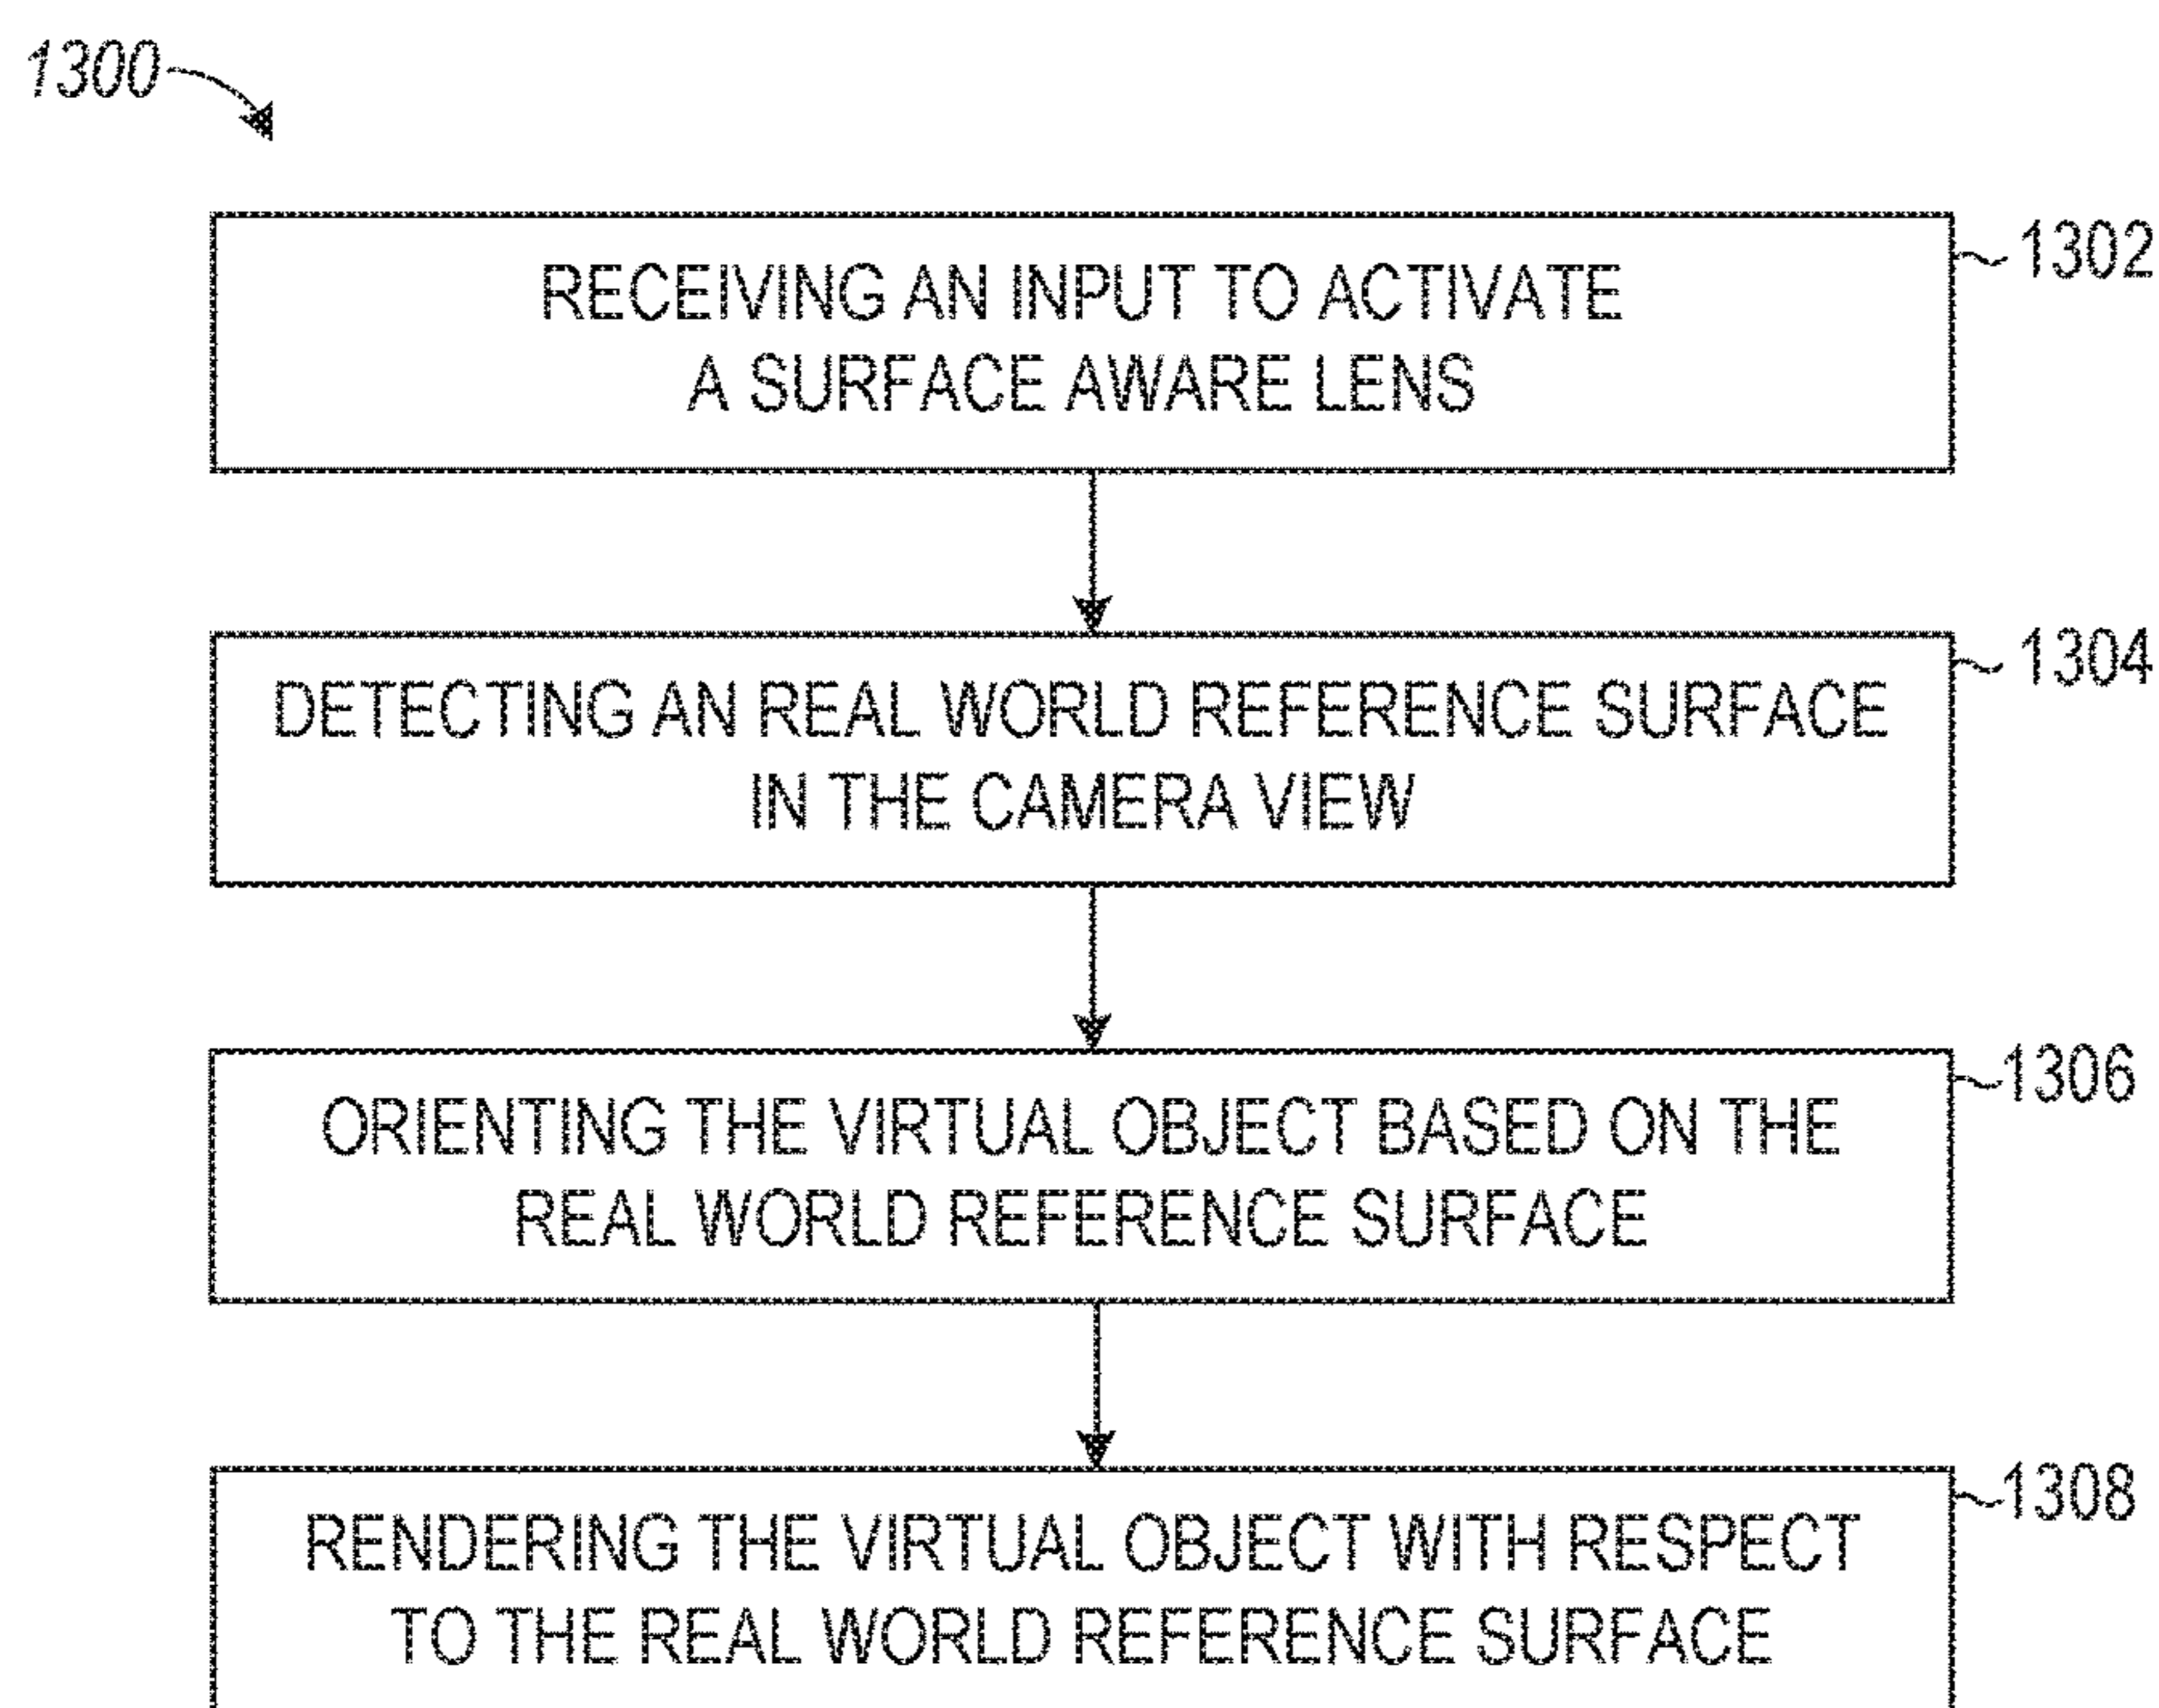 1300
1302
RECEIVING AN INPUT TO ACTIVATE
A SURFACE AWARE LENS
1304
DETECTING AN REAL WORLD REFERENCE SURFACE
IN THE CAMERA VIEW
1306
ORIENTING THE VIRTUAL OBJECT BASED ON THE
REAL WORLD REFERENCE SURFACE
1308
RENDERING THE VIRTUAL OBJECT WITH RESPECT
TO THE REAL WORLD REFERENCE SURFACE